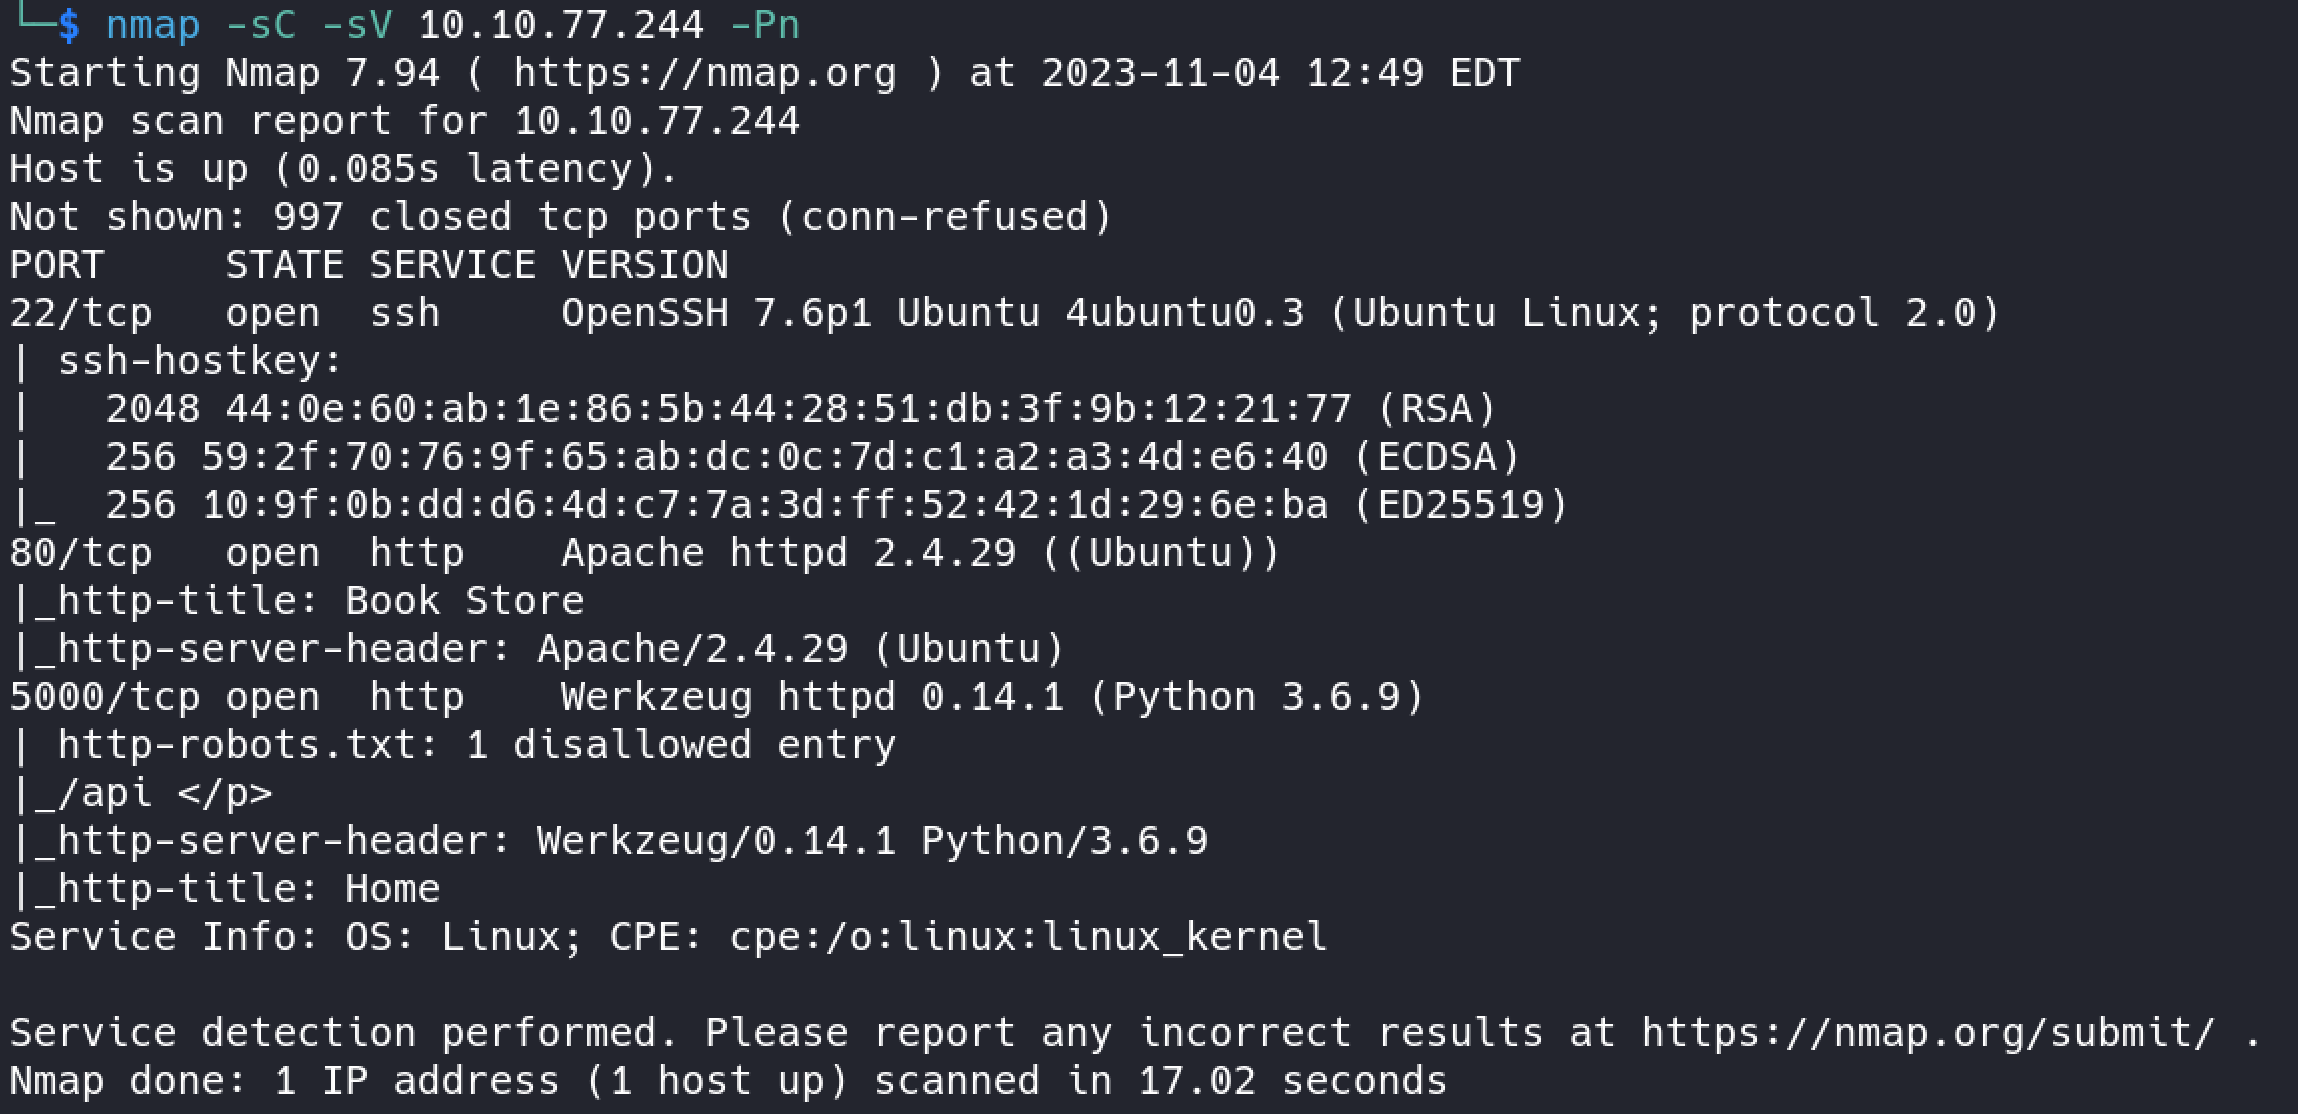 └─$ nmap -sC -sV 10.10.77.244 -Pn
Starting Nmap 7.94 ( https://nmap.org ) at 2023-11-04 12:49 EDT
Nmap scan report for 10.10.77.244
Host is up (0.085s latency).
Not shown: 997 closed tcp ports (conn-refused)
PORT     STATE SERVICE VERSION
22/tcp   open  ssh     OpenSSH 7.6p1 Ubuntu 4ubuntu0.3 (Ubuntu Linux; protocol 2.0)
| ssh-hostkey:
|   2048 44:0e:60:ab:1e:86:5b:44:28:51:db:3f:9b:12:21:77 (RSA)
|   256 59:2f:70:76:9f:65:ab:dc:0c:7d:c1:a2:a3:4d:e6:40 (ECDSA)
|_  256 10:9f:0b:dd:d6:4d:c7:7a:3d:ff:52:42:1d:29:6e:ba (ED25519)
80/tcp   open  http    Apache httpd 2.4.29 ((Ubuntu))
|_http-title: Book Store
|_http-server-header: Apache/2.4.29 (Ubuntu)
5000/tcp open  http    Werkzeug httpd 0.14.1 (Python 3.6.9)
| http-robots.txt: 1 disallowed entry
|_/api </p>
|_http-server-header: Werkzeug/0.14.1 Python/3.6.9
|_http-title: Home
Service Info: OS: Linux; CPE: cpe:/o:linux:linux_kernel

Service detection performed. Please report any incorrect results at https://nmap.org/submit/ .
Nmap done: 1 IP address (1 host up) scanned in 17.02 seconds